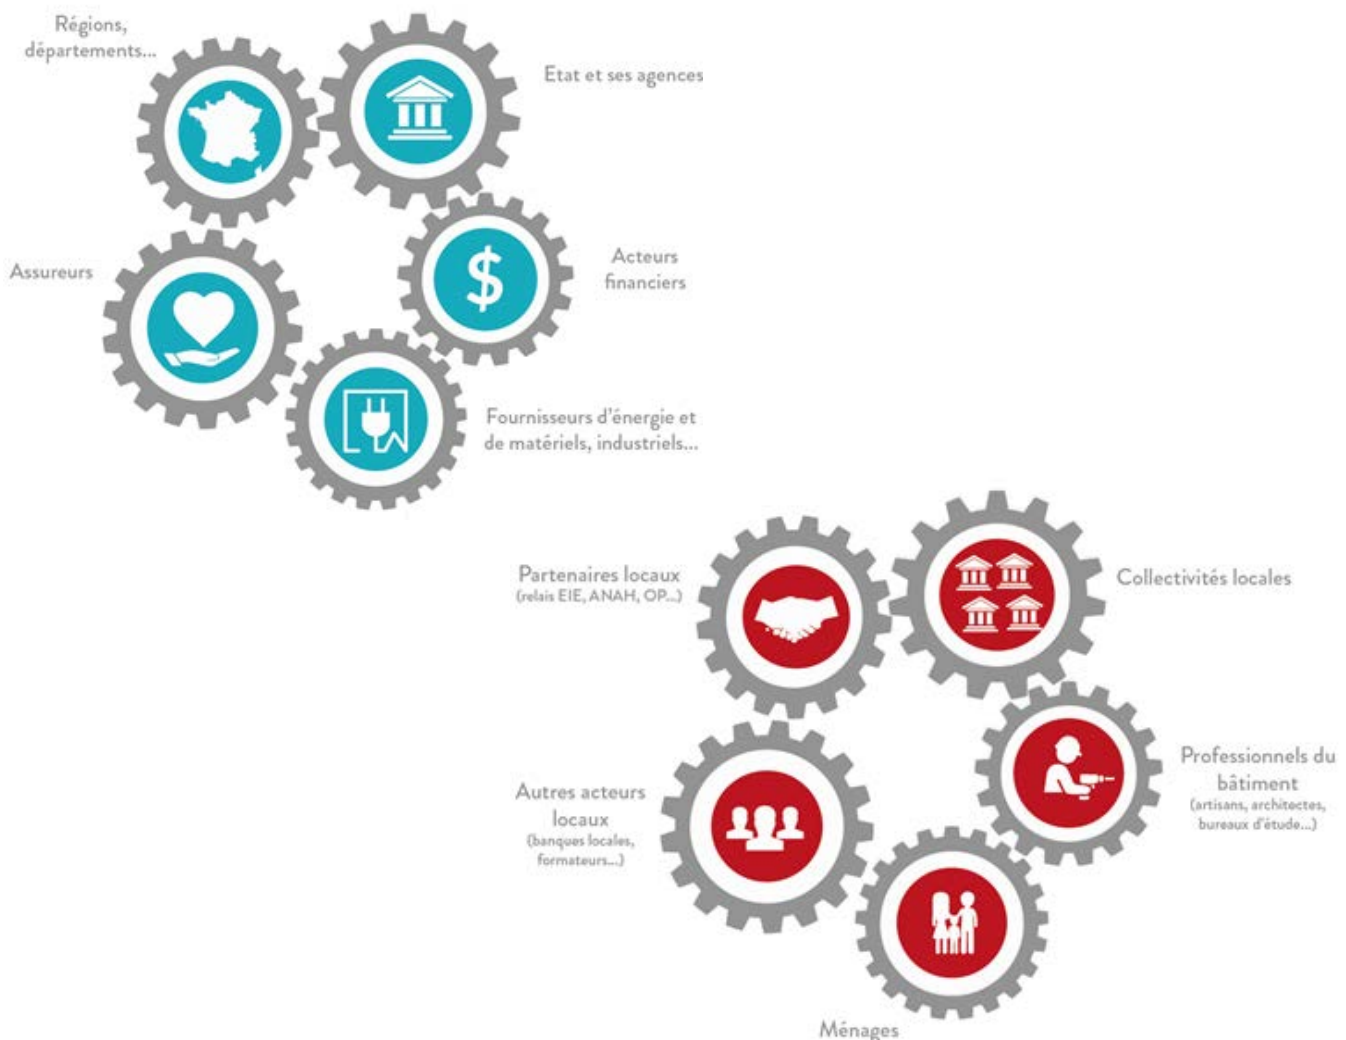 Régions,
départements...
Etat et ses agences
Assureurs
Acteurs
financiers
Fournisseurs d'énergie et
de matériels, industriels...
Partenaires locaux
(relais EIE, ANAH, OP...)
Collectivités locales
Autres acteurs
locaux
(banques locales,
formateurs...)
Professionnels du
bâtiment
(artisans, architectes,
bureaux d'étude...)
Ménages